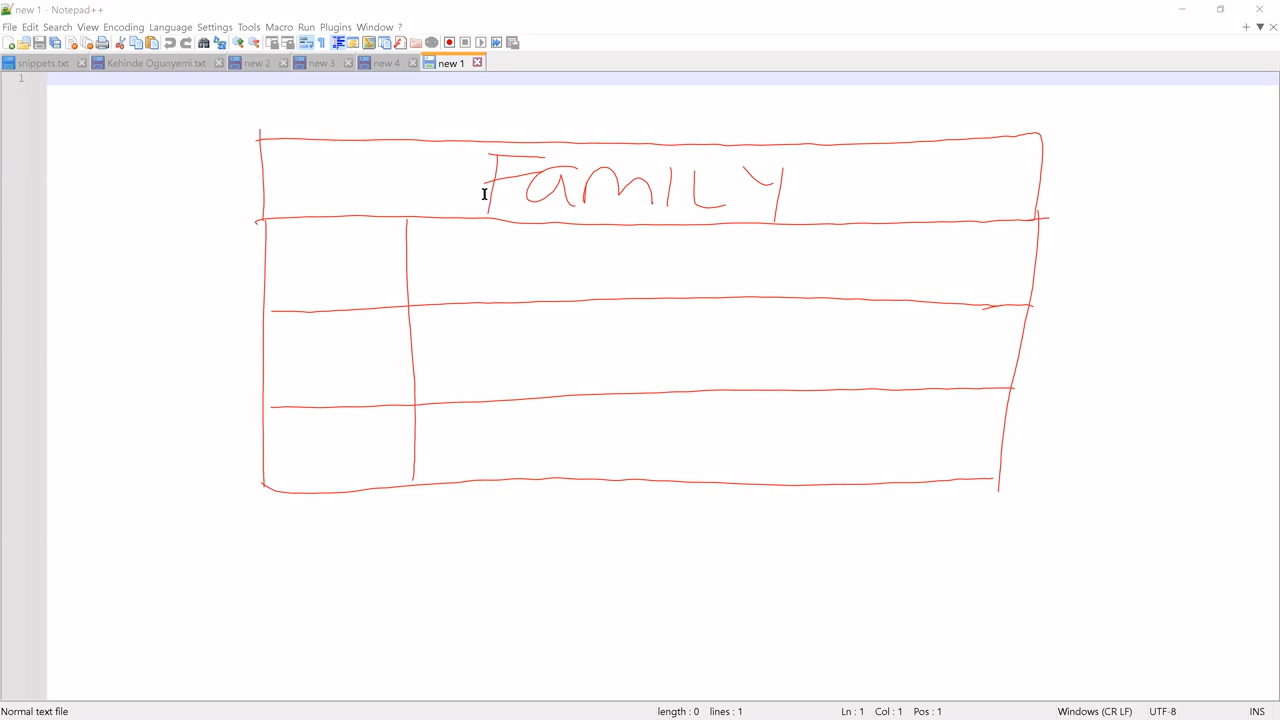 new 1 - Notepad++
File Edit Search View Encoding Language Settings Tools Macro Run Plugins Window ?
snippets.txt Kehinde Ogunyemi.txt new 2 new 3 new 4 new 1
1
FamILY
Normal text file length : 0 lines : 1 Ln : 1 Col : 1 Pos : 1 Windows (CR LF) UTF-8 INS